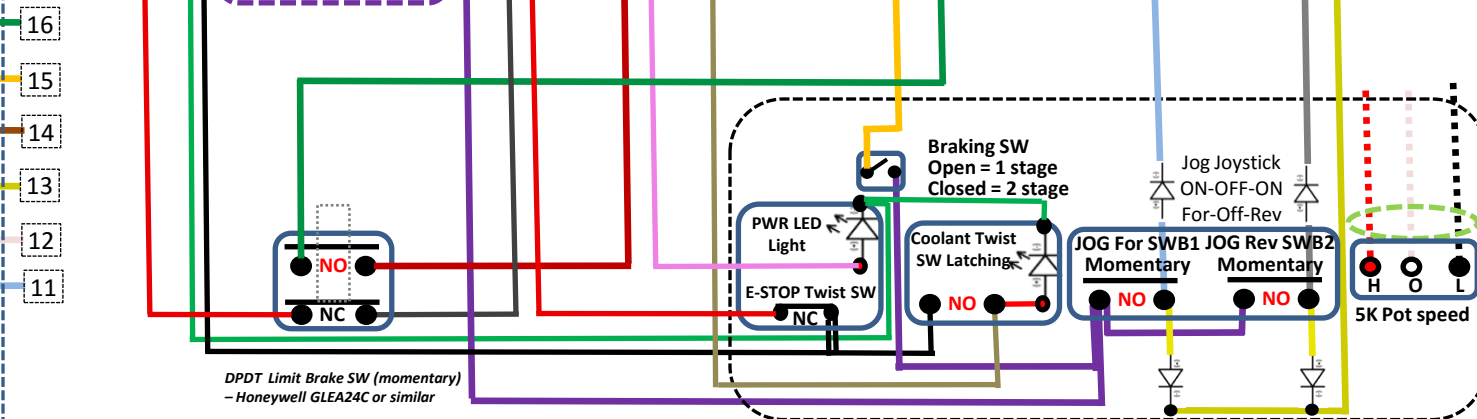 16
15
14
13
12
11
NO
NC
DPDT Limit Brake SW (momentary)
– Honeywell GLEA24C or similar
Braking SW
Open = 1 stage
Closed = 2 stage
PWR LED
Light
E-STOP Twist SW
NC
Coolant Twist
SW Latching
NO
Jog Joystick
ON-OFF-ON
For-Off-Rev
JOG For SWB1
Momentary
NO
JOG Rev SWB2
Momentary
NO
H O L
5K Pot speed